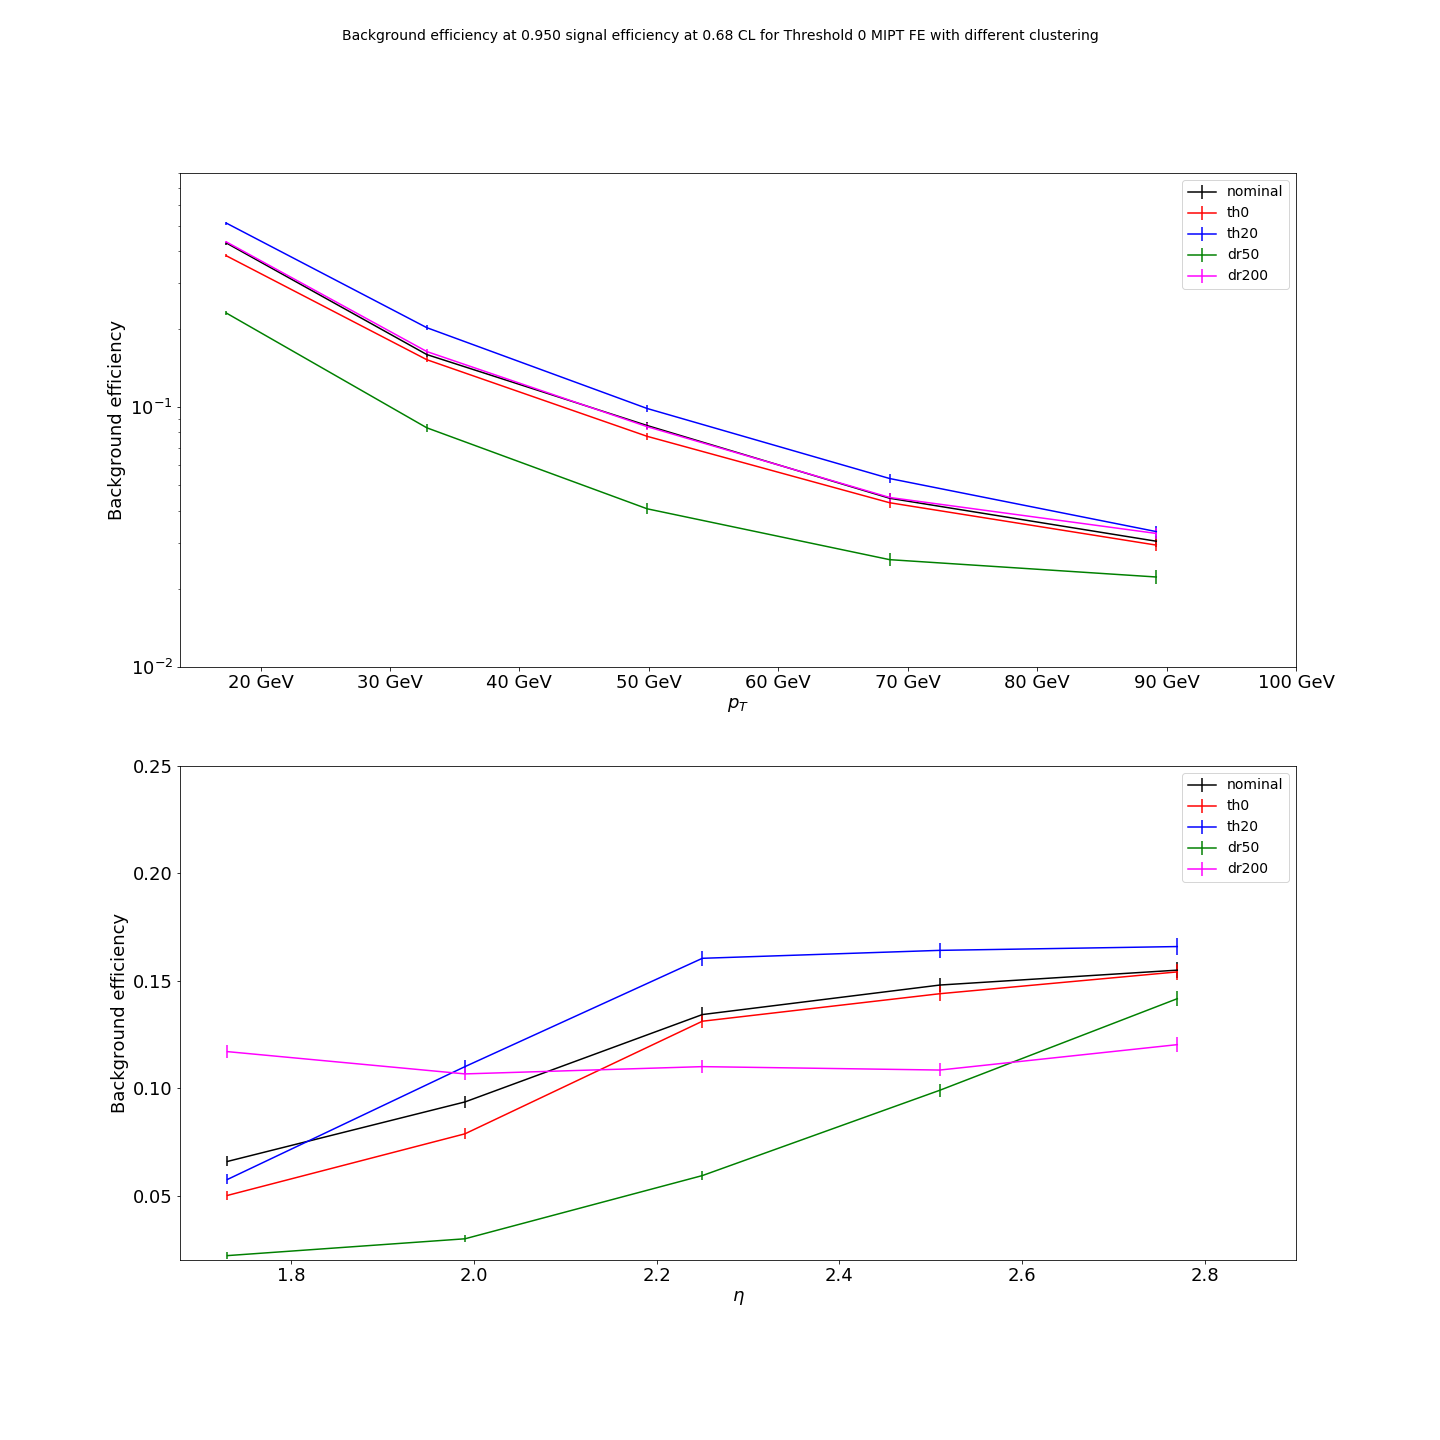 Background efficiency at 0.950 signal efficiency at 0.68 CL for Threshold 0 MIPT FE with different clustering
nominal
th0
th20
dr50
dr200
Background efficiency
10⁻¹
10⁻²
20 GeV 30 GeV 40 GeV 50 GeV 60 GeV 70 GeV 80 GeV 90 GeV 100 GeV
p_T
0.25
0.20
0.15
0.10
0.05
Background efficiency
nominal
th0
th20
dr50
dr200
1.8 2.0 2.2 2.4 2.6 2.8
η